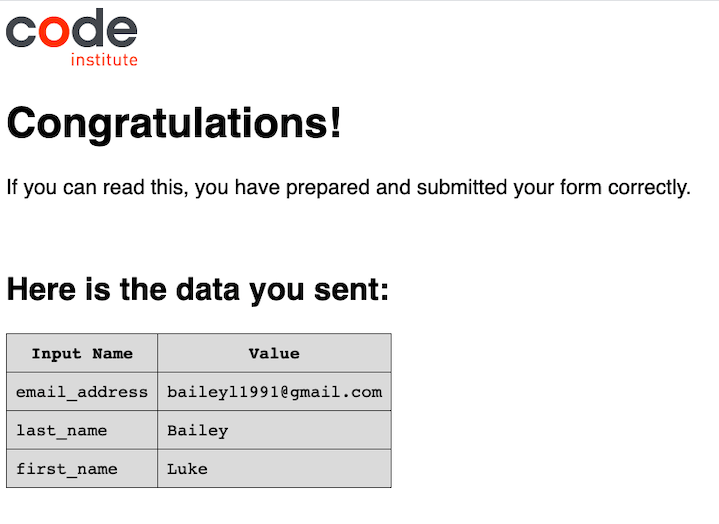 code
institute
Congratulations!
If you can read this, you have prepared and submitted your form correctly.
Here is the data you sent:
Input Name Value
email_address baileyl1991@gmail.com
last_name Bailey
first_name Luke